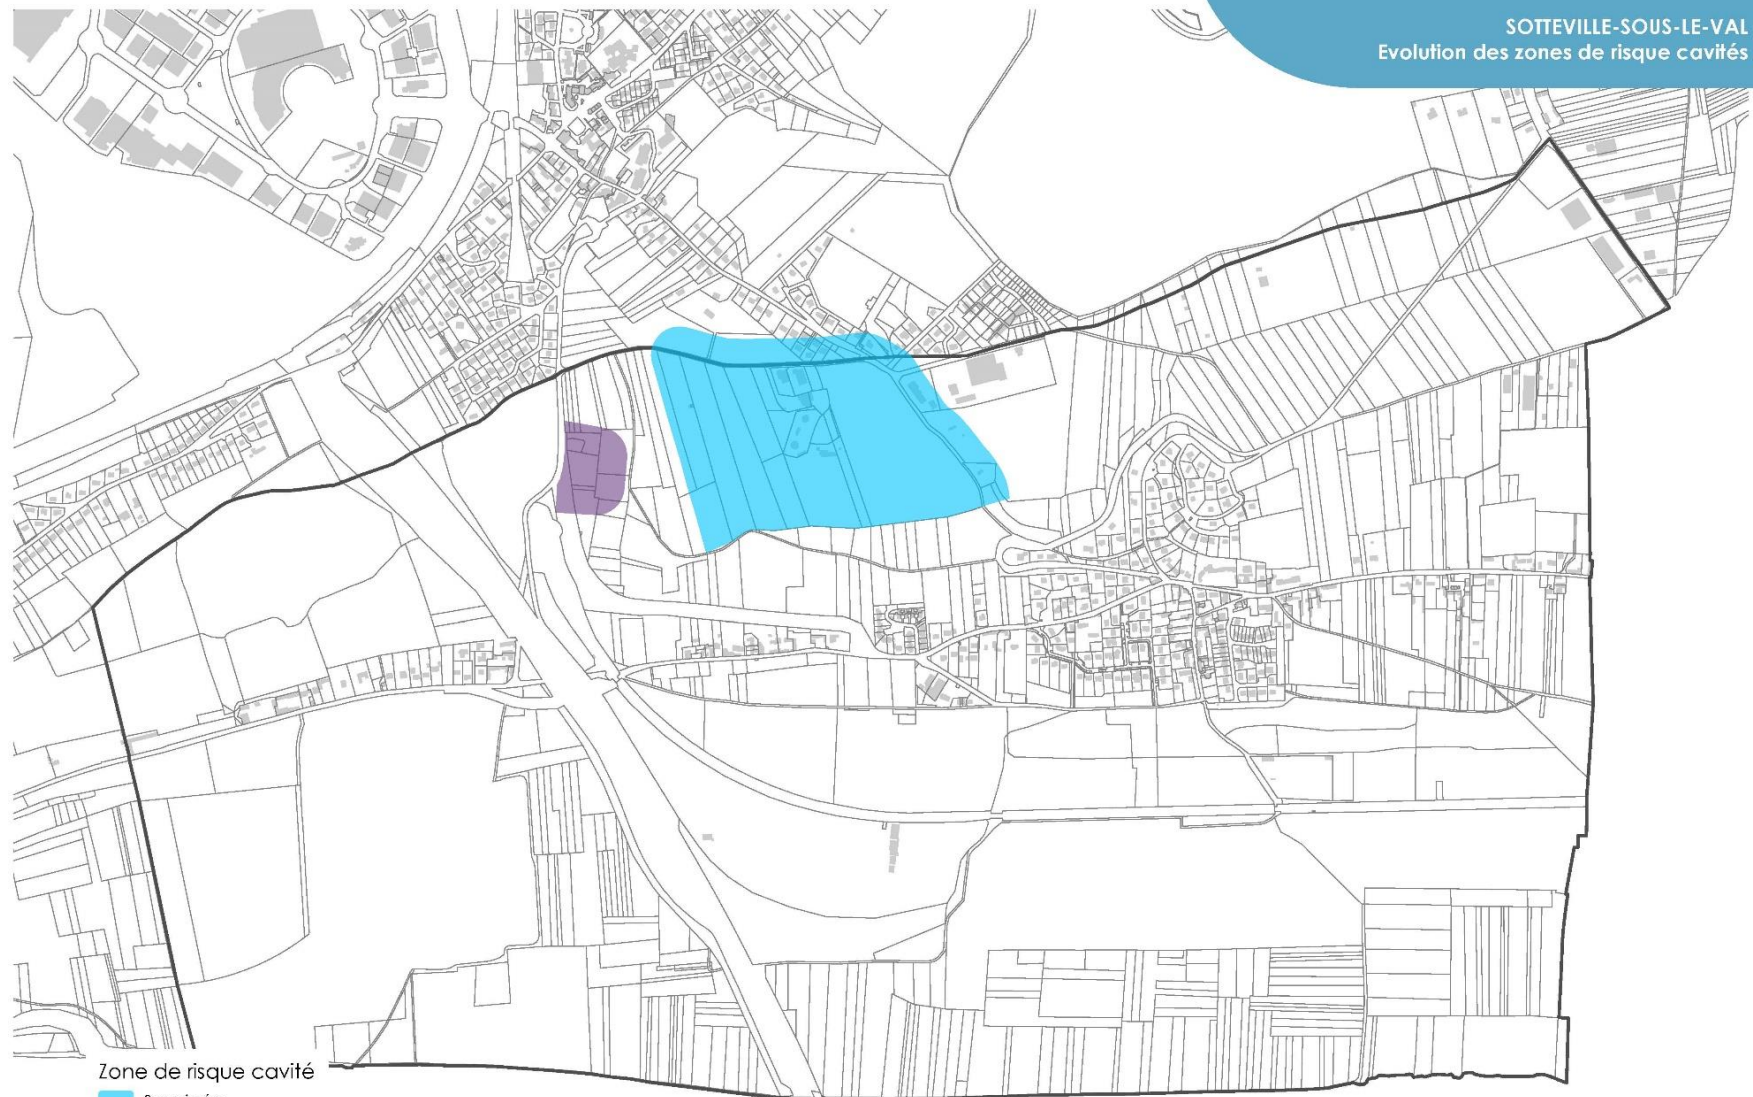 SOTTEVILLE-SOUS-LE-VAL
Evolution des zones de risque cavités
Zone de risque cavité